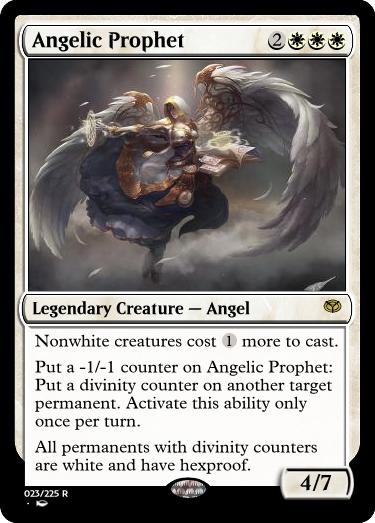 Angelic Prophet 2
Legendary Creature — Angel
Nonwhite creatures cost 1 more to cast.
Put a -1/-1 counter on Angelic Prophet:
Put a divinity counter on another target
permanent. Activate this ability only
once per turn.
All permanents with divinity counters
are white and have hexproof.
4/7
023/225 R